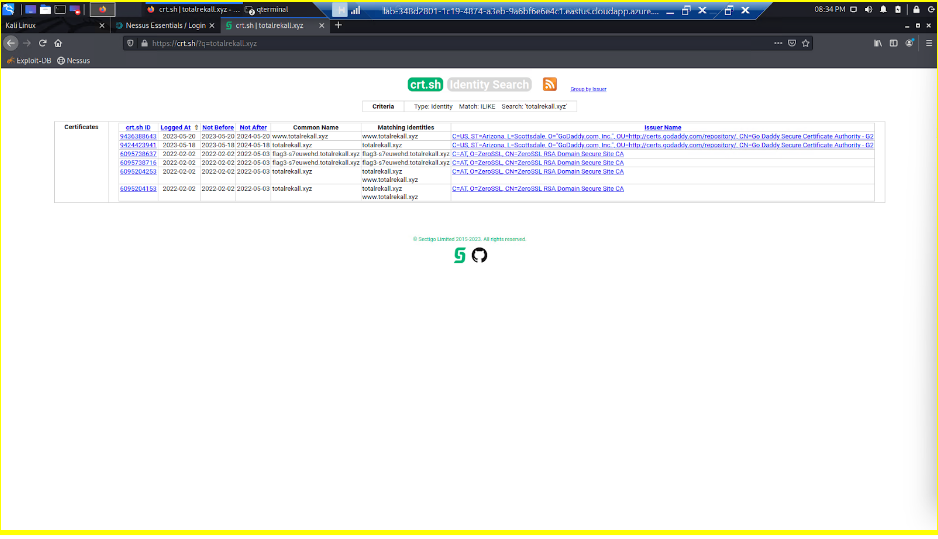 crt.sh | totalrekall.xyz - ...
qterminal
lab-348d2801-1c19-4874-a3eb-9a6bf6e6e4c1.eastus.cloudapp.azure....
08:34 PM
Kali Linux
Nessus Essentials / Login
crt.sh | totalrekall.xyz
https://crt.sh/?q=totalrekall.xyz
Exploit-DB Nessus
crt.sh Identity Search
Group by Issuer
Criteria Type: Identity Match: ILIKE Search: 'totalrekall.xyz'
Certificates crt.sh ID Logged At ⇧ Not Before Not After Common Name Matching Identities Issuer Name
9436388643 2023-05-20 2023-05-20 2024-05-20 www.totalrekall.xyz www.totalrekall.xyz C=US, ST=Arizona, L=Scottsdale, O="GoDaddy.com, Inc.", OU=http://certs.godaddy.com/repository/, CN=Go Daddy Secure Certificate Authority - G2
9424423941 2023-05-18 2023-05-18 2024-05-18 totalrekall.xyz totalrekall.xyz C=US, ST=Arizona, L=Scottsdale, O="GoDaddy.com, Inc.", OU=http://certs.godaddy.com/repository/, CN=Go Daddy Secure Certificate Authority - G2
6095738637 2022-02-02 2022-02-02 2022-05-03 flag3-s7euwehd.totalrekall.xyz flag3-s7euwehd.totalrekall.xyz C=AT, O=ZeroSSL, CN=ZeroSSL RSA Domain Secure Site CA
6095738716 2022-02-02 2022-02-02 2022-05-03 flag3-s7euwehd.totalrekall.xyz flag3-s7euwehd.totalrekall.xyz C=AT, O=ZeroSSL, CN=ZeroSSL RSA Domain Secure Site CA
6095204253 2022-02-02 2022-02-02 2022-05-03 totalrekall.xyz totalrekall.xyz C=AT, O=ZeroSSL, CN=ZeroSSL RSA Domain Secure Site CA
www.totalrekall.xyz
6095204153 2022-02-02 2022-02-02 2022-05-03 totalrekall.xyz totalrekall.xyz C=AT, O=ZeroSSL, CN=ZeroSSL RSA Domain Secure Site CA
www.totalrekall.xyz
© Sectigo Limited 2015-2023. All rights reserved.